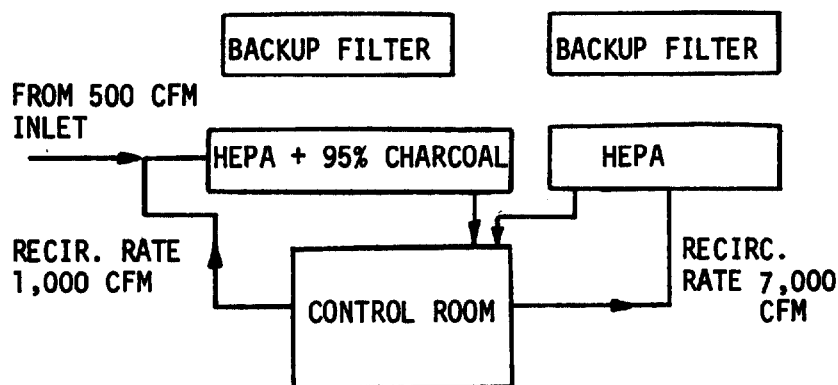 BACKUP FILTER
BACKUP FILTER
FROM 500 CFM
INLET
HEPA + 95% CHARCOAL
HEPA
RECIR. RATE
1,000 CFM
CONTROL ROOM
RECIRC.
RATE 7,000
CFM